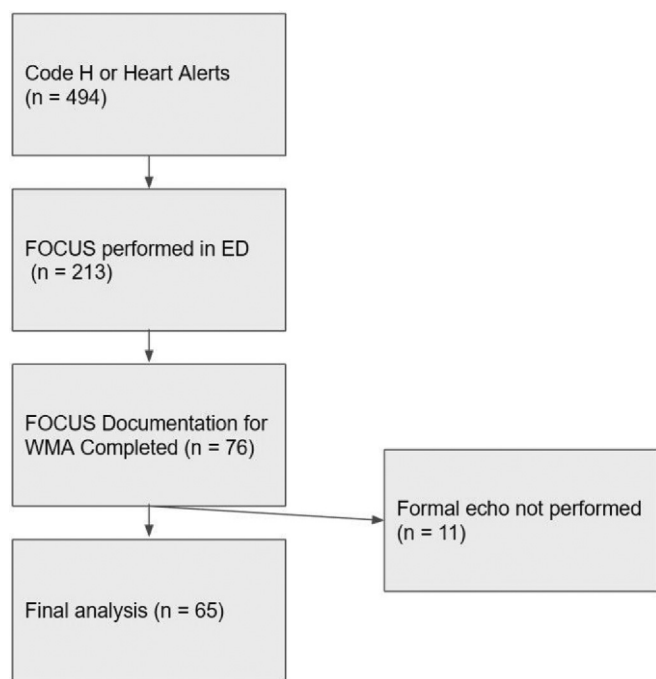 Code H or Heart Alerts
(n = 494)
FOCUS performed in ED
(n = 213)
FOCUS Documentation for
WMA Completed (n = 76)
Formal echo not performed
(n = 11)
Final analysis (n = 65)